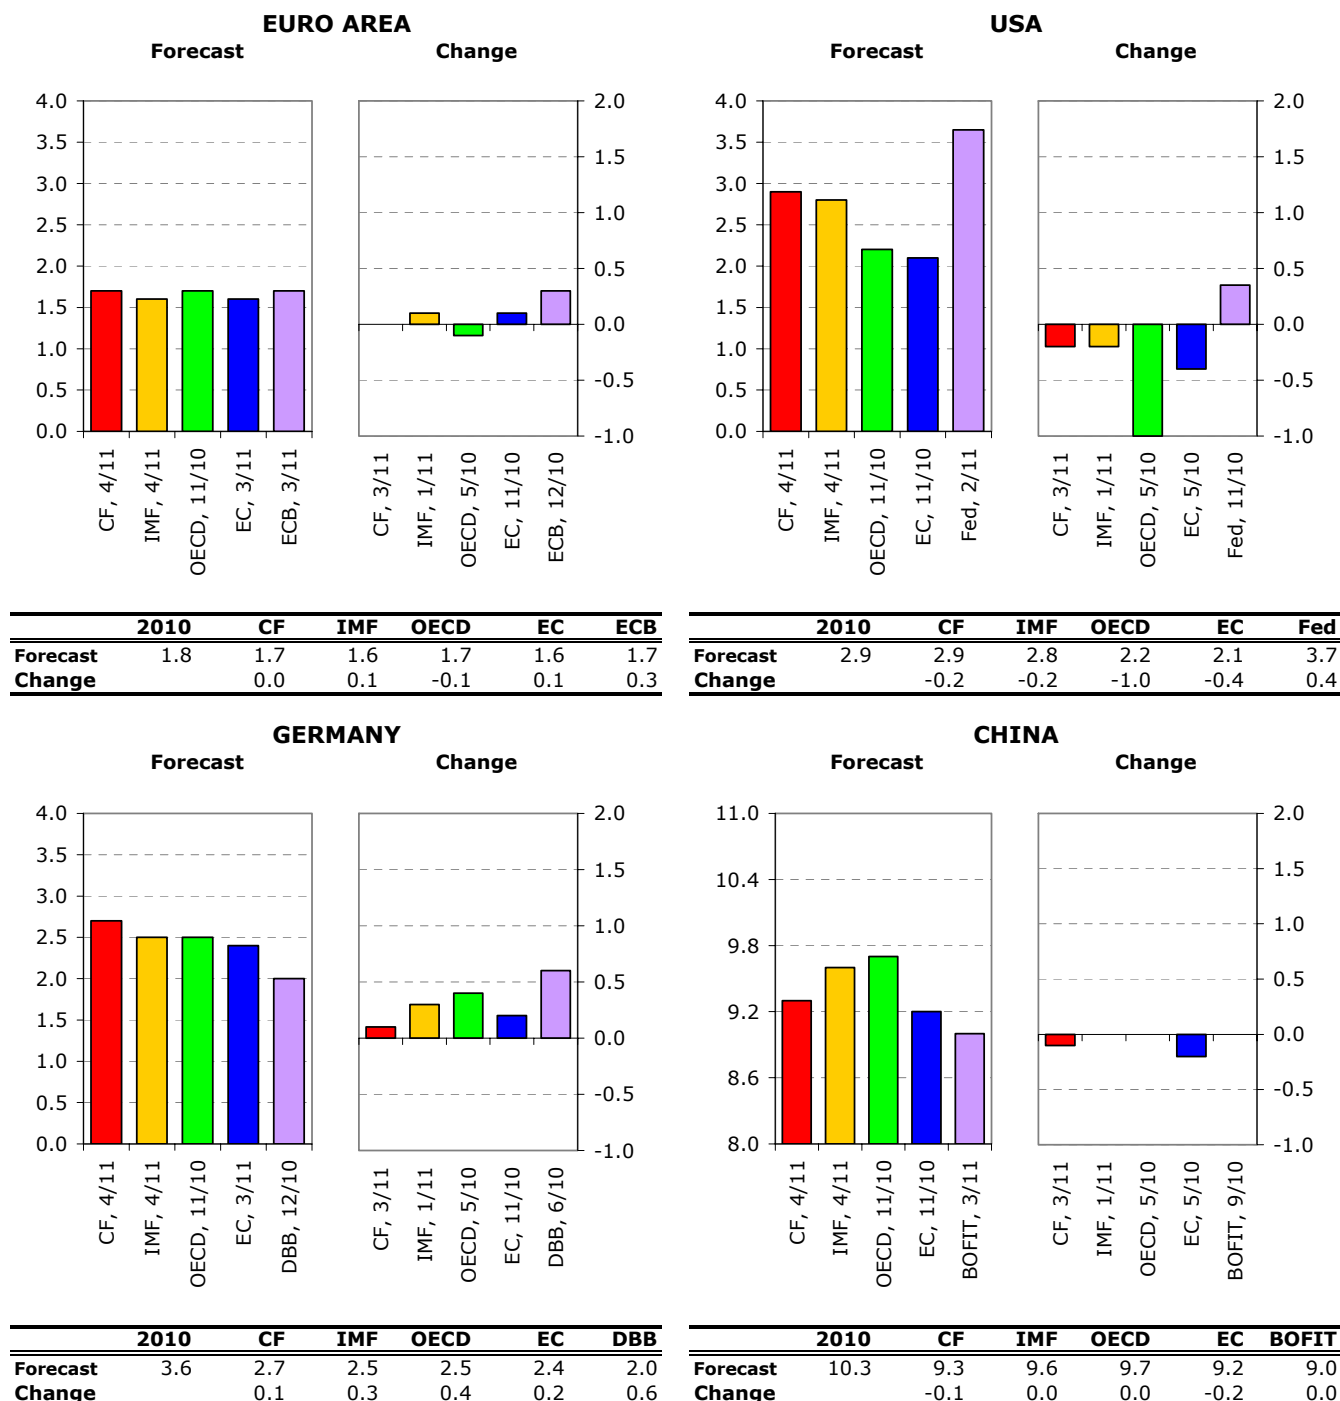 EURO AREA
Forecast Change
4.0
3.5
3.0
2.5
2.0
1.5
1.0
0.5
0.0
2.0
1.5
1.0
0.5
0.0
-0.5
-1.0
CF, 4/11
IMF, 4/11
OECD, 11/10
EC, 3/11
ECB, 3/11
CF, 3/11
IMF, 1/11
OECD, 5/10
EC, 11/10
ECB, 12/10
2010 CF IMF OECD EC ECB
Forecast 1.8 1.7 1.6 1.7 1.6 1.7
Change 0.0 0.1 -0.1 0.1 0.3
USA
Forecast Change
4.0
3.5
3.0
2.5
2.0
1.5
1.0
0.5
0.0
2.0
1.5
1.0
0.5
0.0
-0.5
-1.0
CF, 4/11
IMF, 4/11
OECD, 11/10
EC, 11/10
Fed, 2/11
CF, 3/11
IMF, 1/11
OECD, 5/10
EC, 5/10
Fed, 11/10
2010 CF IMF OECD EC Fed
Forecast 2.9 2.9 2.8 2.2 2.1 3.7
Change -0.2 -0.2 -1.0 -0.4 0.4
GERMANY
Forecast Change
4.0
3.5
3.0
2.5
2.0
1.5
1.0
0.5
0.0
2.0
1.5
1.0
0.5
0.0
-0.5
-1.0
CF, 4/11
IMF, 4/11
OECD, 11/10
EC, 3/11
DBB, 12/10
CF, 3/11
IMF, 1/11
OECD, 5/10
EC, 11/10
DBB, 6/10
2010 CF IMF OECD EC DBB
Forecast 3.6 2.7 2.5 2.5 2.4 2.0
Change 0.1 0.3 0.4 0.2 0.6
CHINA
Forecast Change
11.0
10.4
9.8
9.2
8.6
8.0
2.0
1.5
1.0
0.5
0.0
-0.5
-1.0
CF, 4/11
IMF, 4/11
OECD, 11/10
EC, 11/10
BOFIT, 3/11
CF, 3/11
IMF, 1/11
OECD, 5/10
EC, 5/10
BOFIT, 9/10
2010 CF IMF OECD EC BOFIT
Forecast 10.3 9.3 9.6 9.7 9.2 9.0
Change -0.1 0.0 0.0 -0.2 0.0